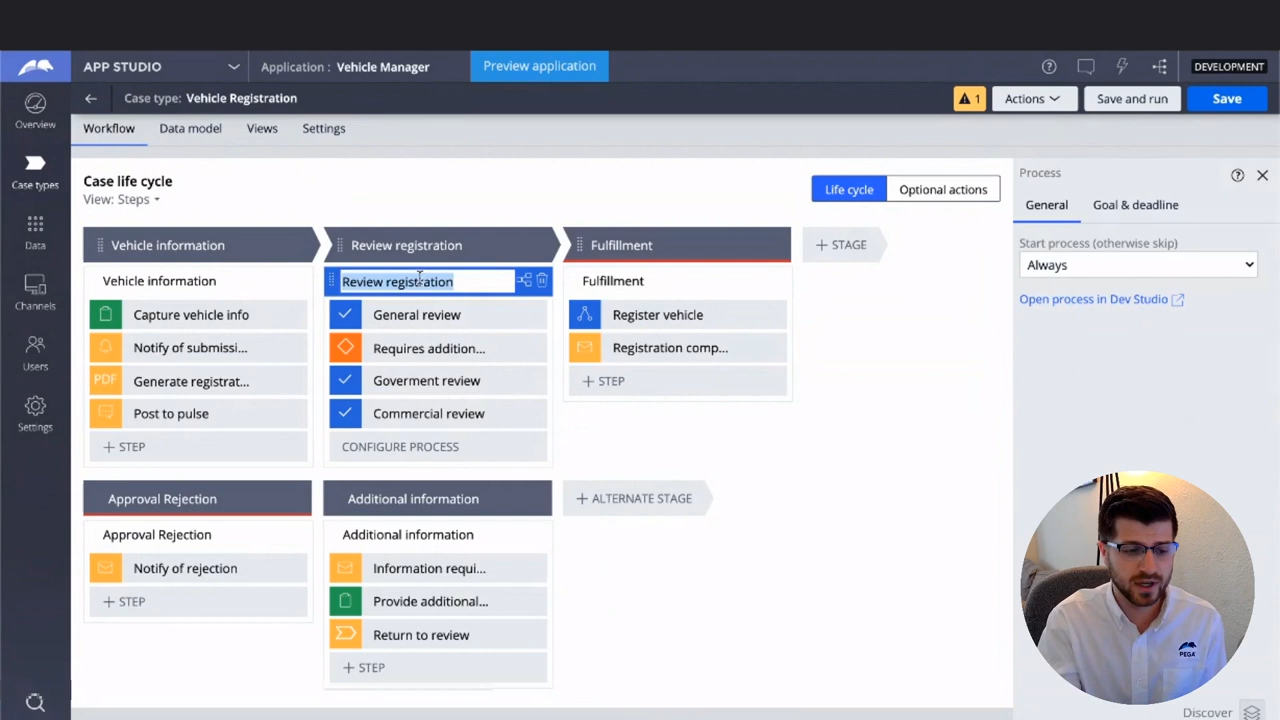 APP STUDIO
Application : Vehicle Manager
Preview application
DEVELOPMENT
Case type: Vehicle Registration
1
Actions
Save and run
Save
Overview
Case types
Data
Channels
Users
Settings
Workflow
Data model
Views
Settings
Case life cycle
View: Steps
Life cycle
Optional actions
Vehicle information
Review registration
Fulfillment
+ STAGE
Vehicle information
Capture vehicle info
Notify of submissi...
PDF
Generate registrat...
Post to pulse
+ STEP
Review registration
General review
Requires addition...
Goverment review
Commercial review
CONFIGURE PROCESS
Fulfillment
Register vehicle
Registration comp...
+ STEP
Approval Rejection
Additional information
+ ALTERNATE STAGE
Approval Rejection
Notify of rejection
+ STEP
Additional information
Information requi...
Provide additional...
Return to review
+ STEP
Process
General
Goal & deadline
Start process (otherwise skip)
Always
Open process in Dev Studio
PEGA
Discover